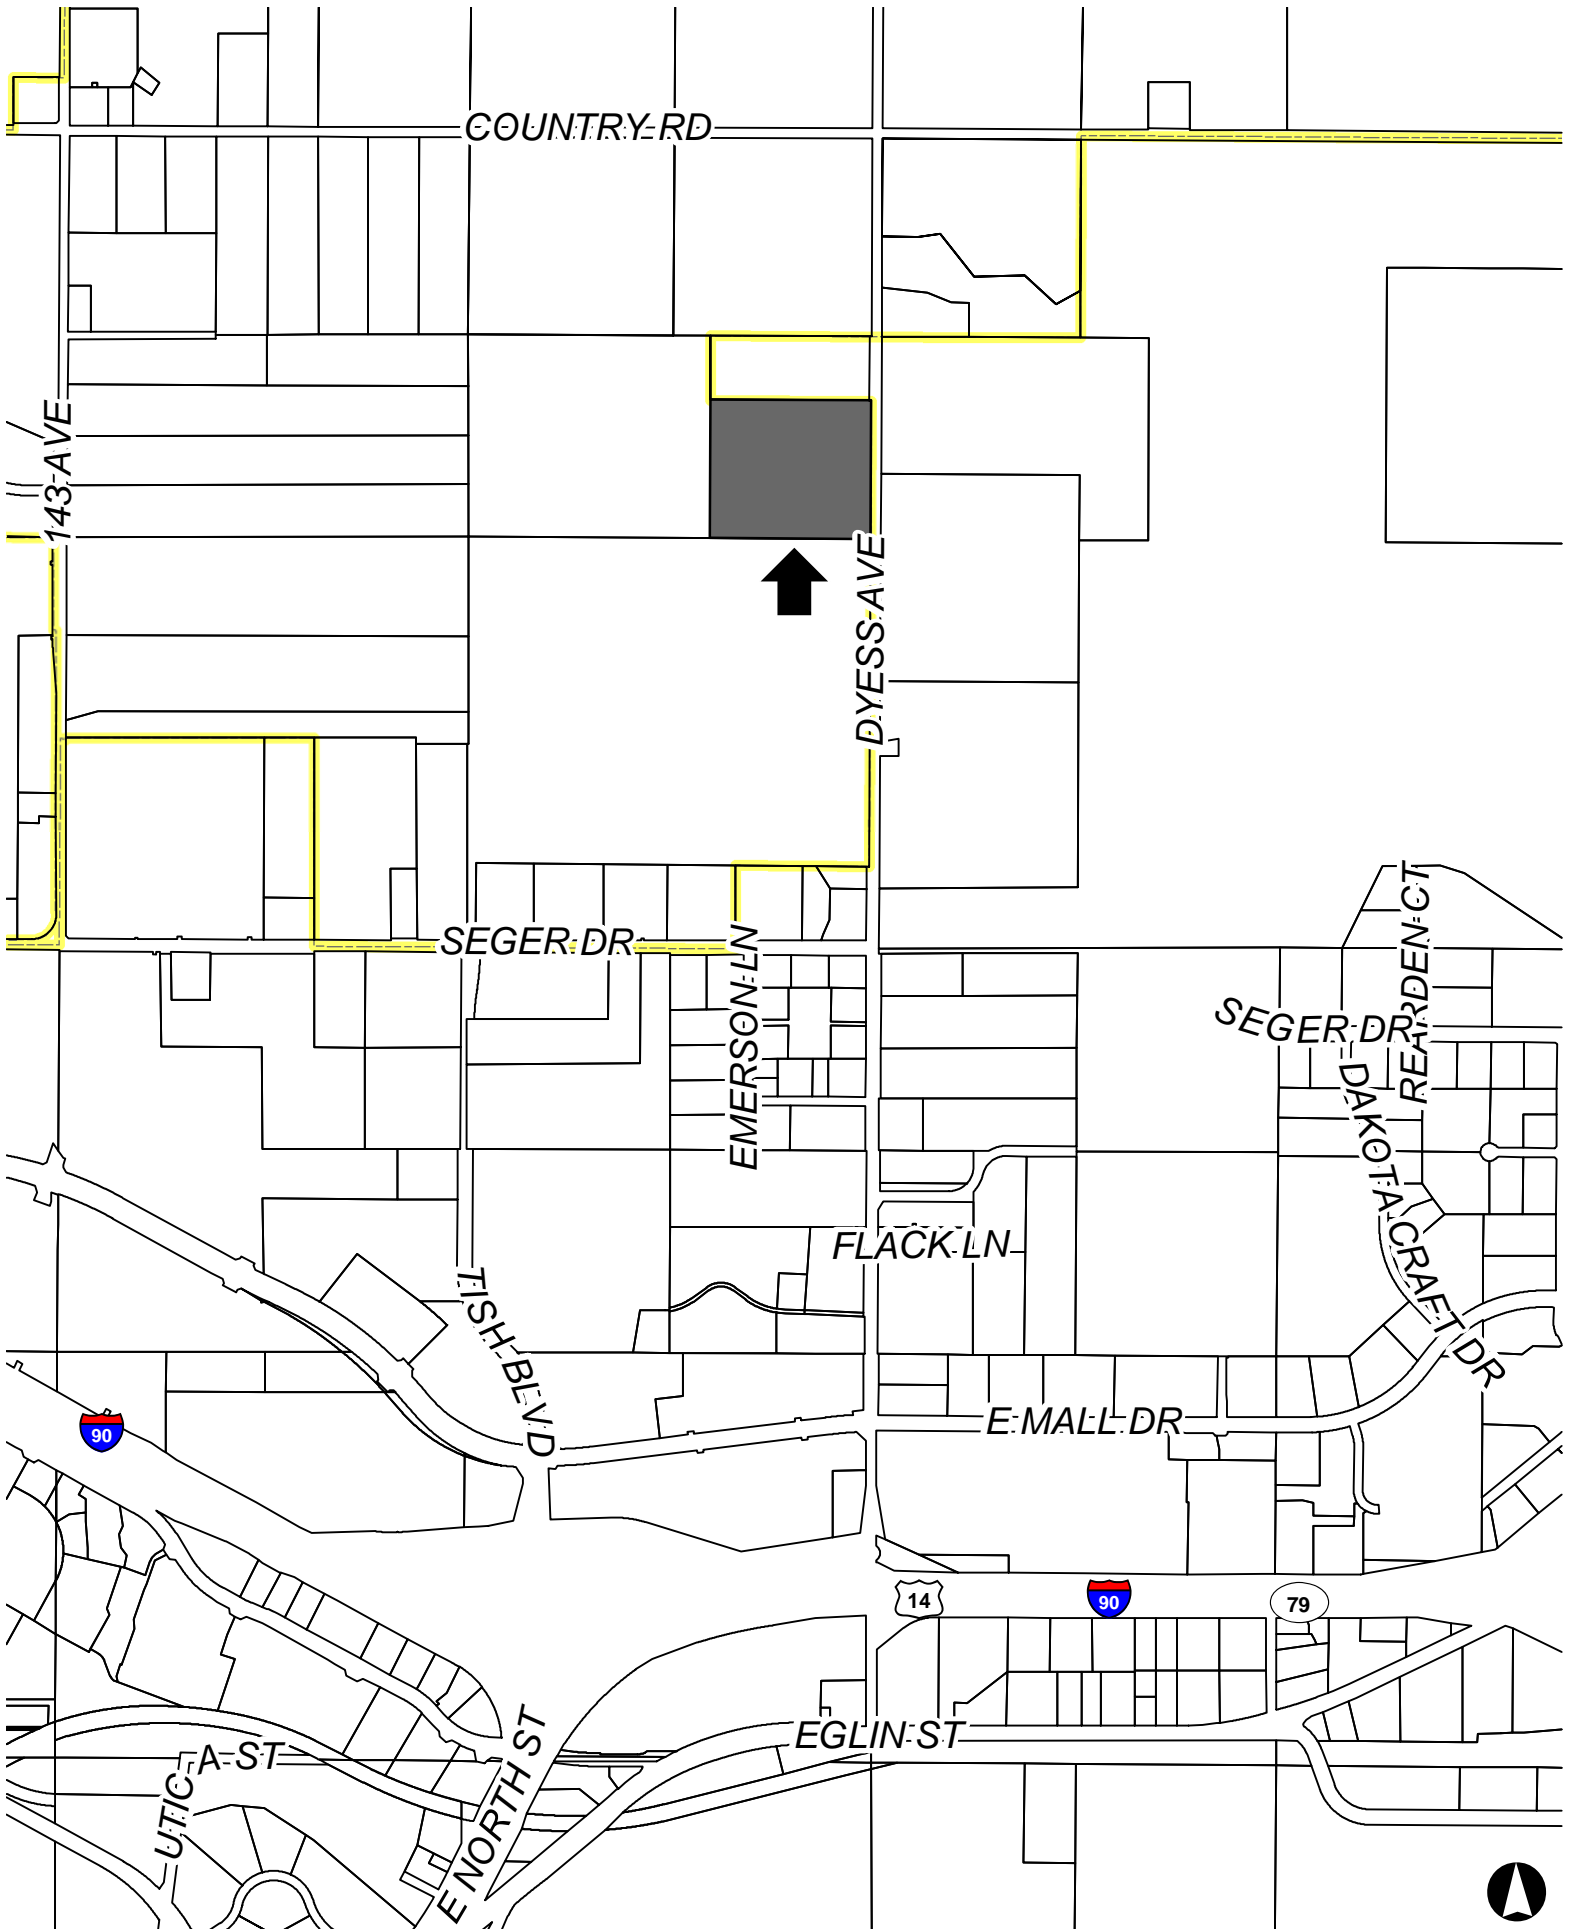 COUNTRY RD
143 AVE
DYESS AVE
SEGER DR
EMERSON LN
REARDEN CT
SEGER DR
DAKOTA CRAFT DR
FLACK LN
TISH BLVD
E MALL DR
90
14
90
79
EGLIN ST
E NORTH ST
UTICA ST